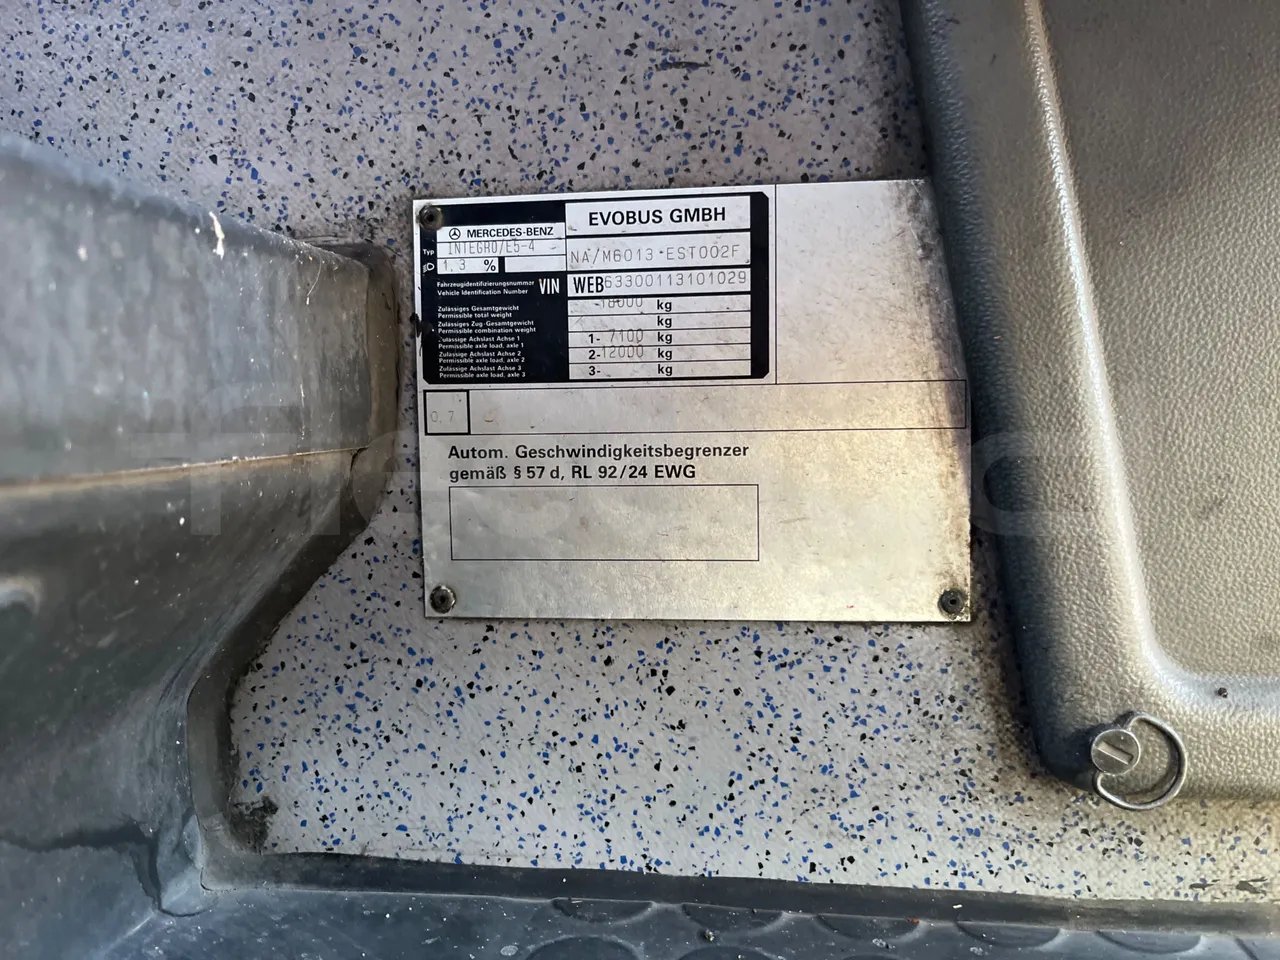 MERCEDES-BENZ
EVOBUS GMBH
Typ INTEGRO/E5-4
NA/M6013*EST002F
1,3 %
Fahrzeugidentifizierungsnummer
Vehicle Identification Number
VIN WEB63300113101029
Zulässiges Gesamtgewicht
Permissible total weight
18000 kg
Zulässiges Zug-Gesamtgewicht
Permissible combination weight
kg
Zulässige Achslast Achse 1
Permissible axle load, axle 1
1- 7100 kg
Zulässige Achslast Achse 2
Permissible axle load, axle 2
2- 12000 kg
Zulässige Achslast Achse 3
Permissible axle load, axle 3
3- kg
0,7
Autom. Geschwindigkeitsbegrenzer
gemäß § 57 d, RL 92/24 EWG